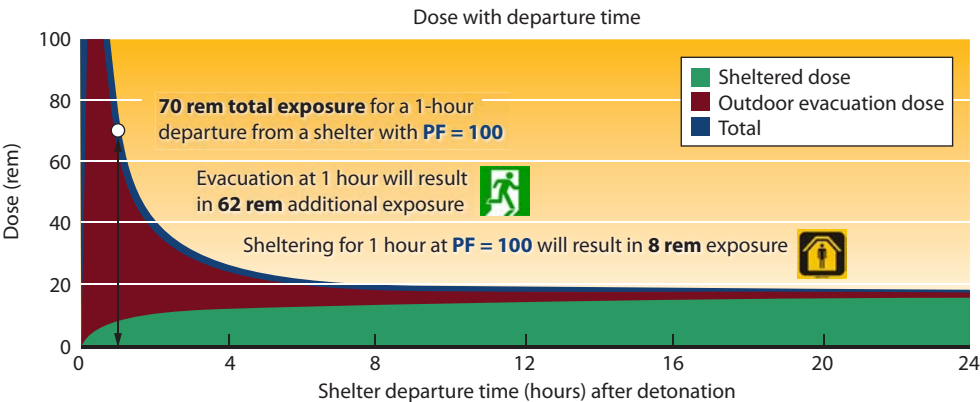 Dose with departure time
100
80
60
40
20
0
Dose (rem)
Sheltered dose
Outdoor evacuation dose
Total
70 rem total exposure for a 1-hour
departure from a shelter with PF = 100
Evacuation at 1 hour will result
in 62 rem additional exposure
Sheltering for 1 hour at PF = 100 will result in 8 rem exposure
0 4 8 12 16 20 24
Shelter departure time (hours) after detonation